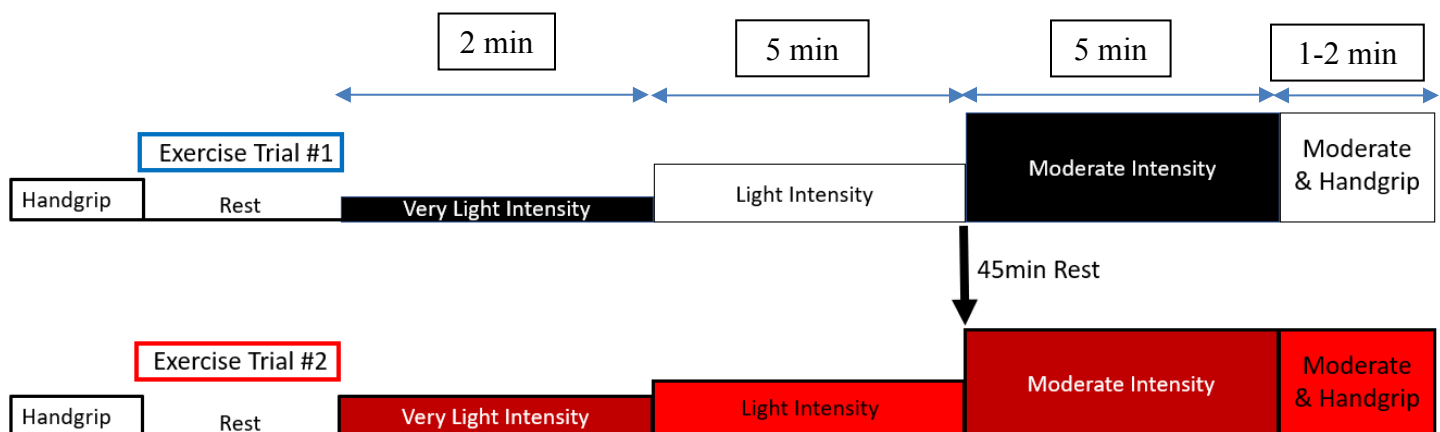 2 min
5 min
5 min
1-2 min
Exercise Trial #1
Handgrip
Rest
Very Light Intensity
Light Intensity
Moderate Intensity
Moderate
& Handgrip
45min Rest
Exercise Trial #2
Handgrip
Rest
Very Light Intensity
Light Intensity
Moderate Intensity
Moderate
& Handgrip